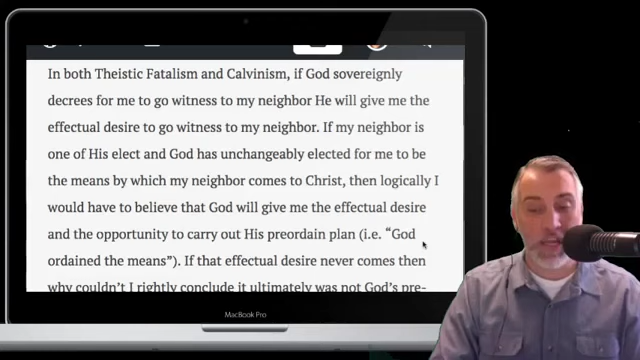 In both Theistic Fatalism and Calvinism, if God sovereignly
decrees for me to go witness to my neighbor He will give me the
effectual desire to go witness to my neighbor. If my neighbor is
one of His elect and God has unchangeably elected for me to be
the means by which my neighbor comes to Christ, then logically I
would have to believe that God will give me the effectual desire
and the opportunity to carry out His preordain plan (i.e. “God
ordained the means”). If that effectual desire never comes then
why couldn’t I rightly conclude it ultimately was not God’s pre-
MacBook Pro